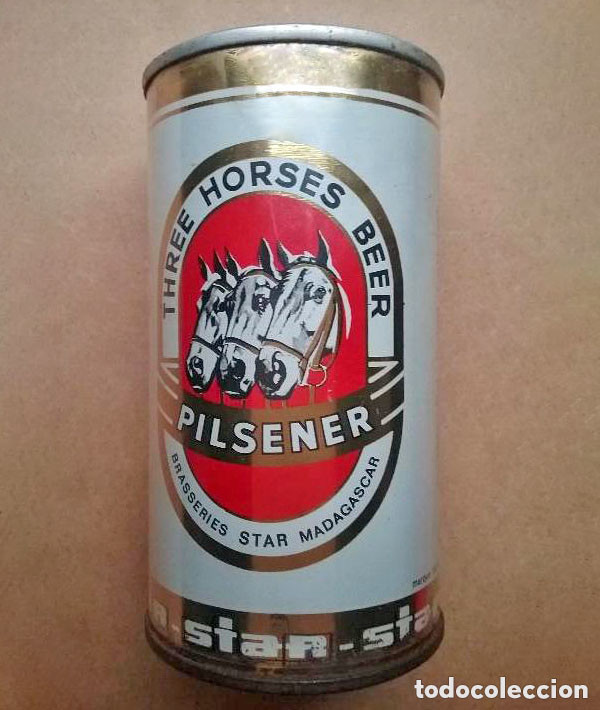 THREE HORSES BEER
PILSENER
BRASSERIES STAR MADAGASCAR
star - sta
todocoleccion